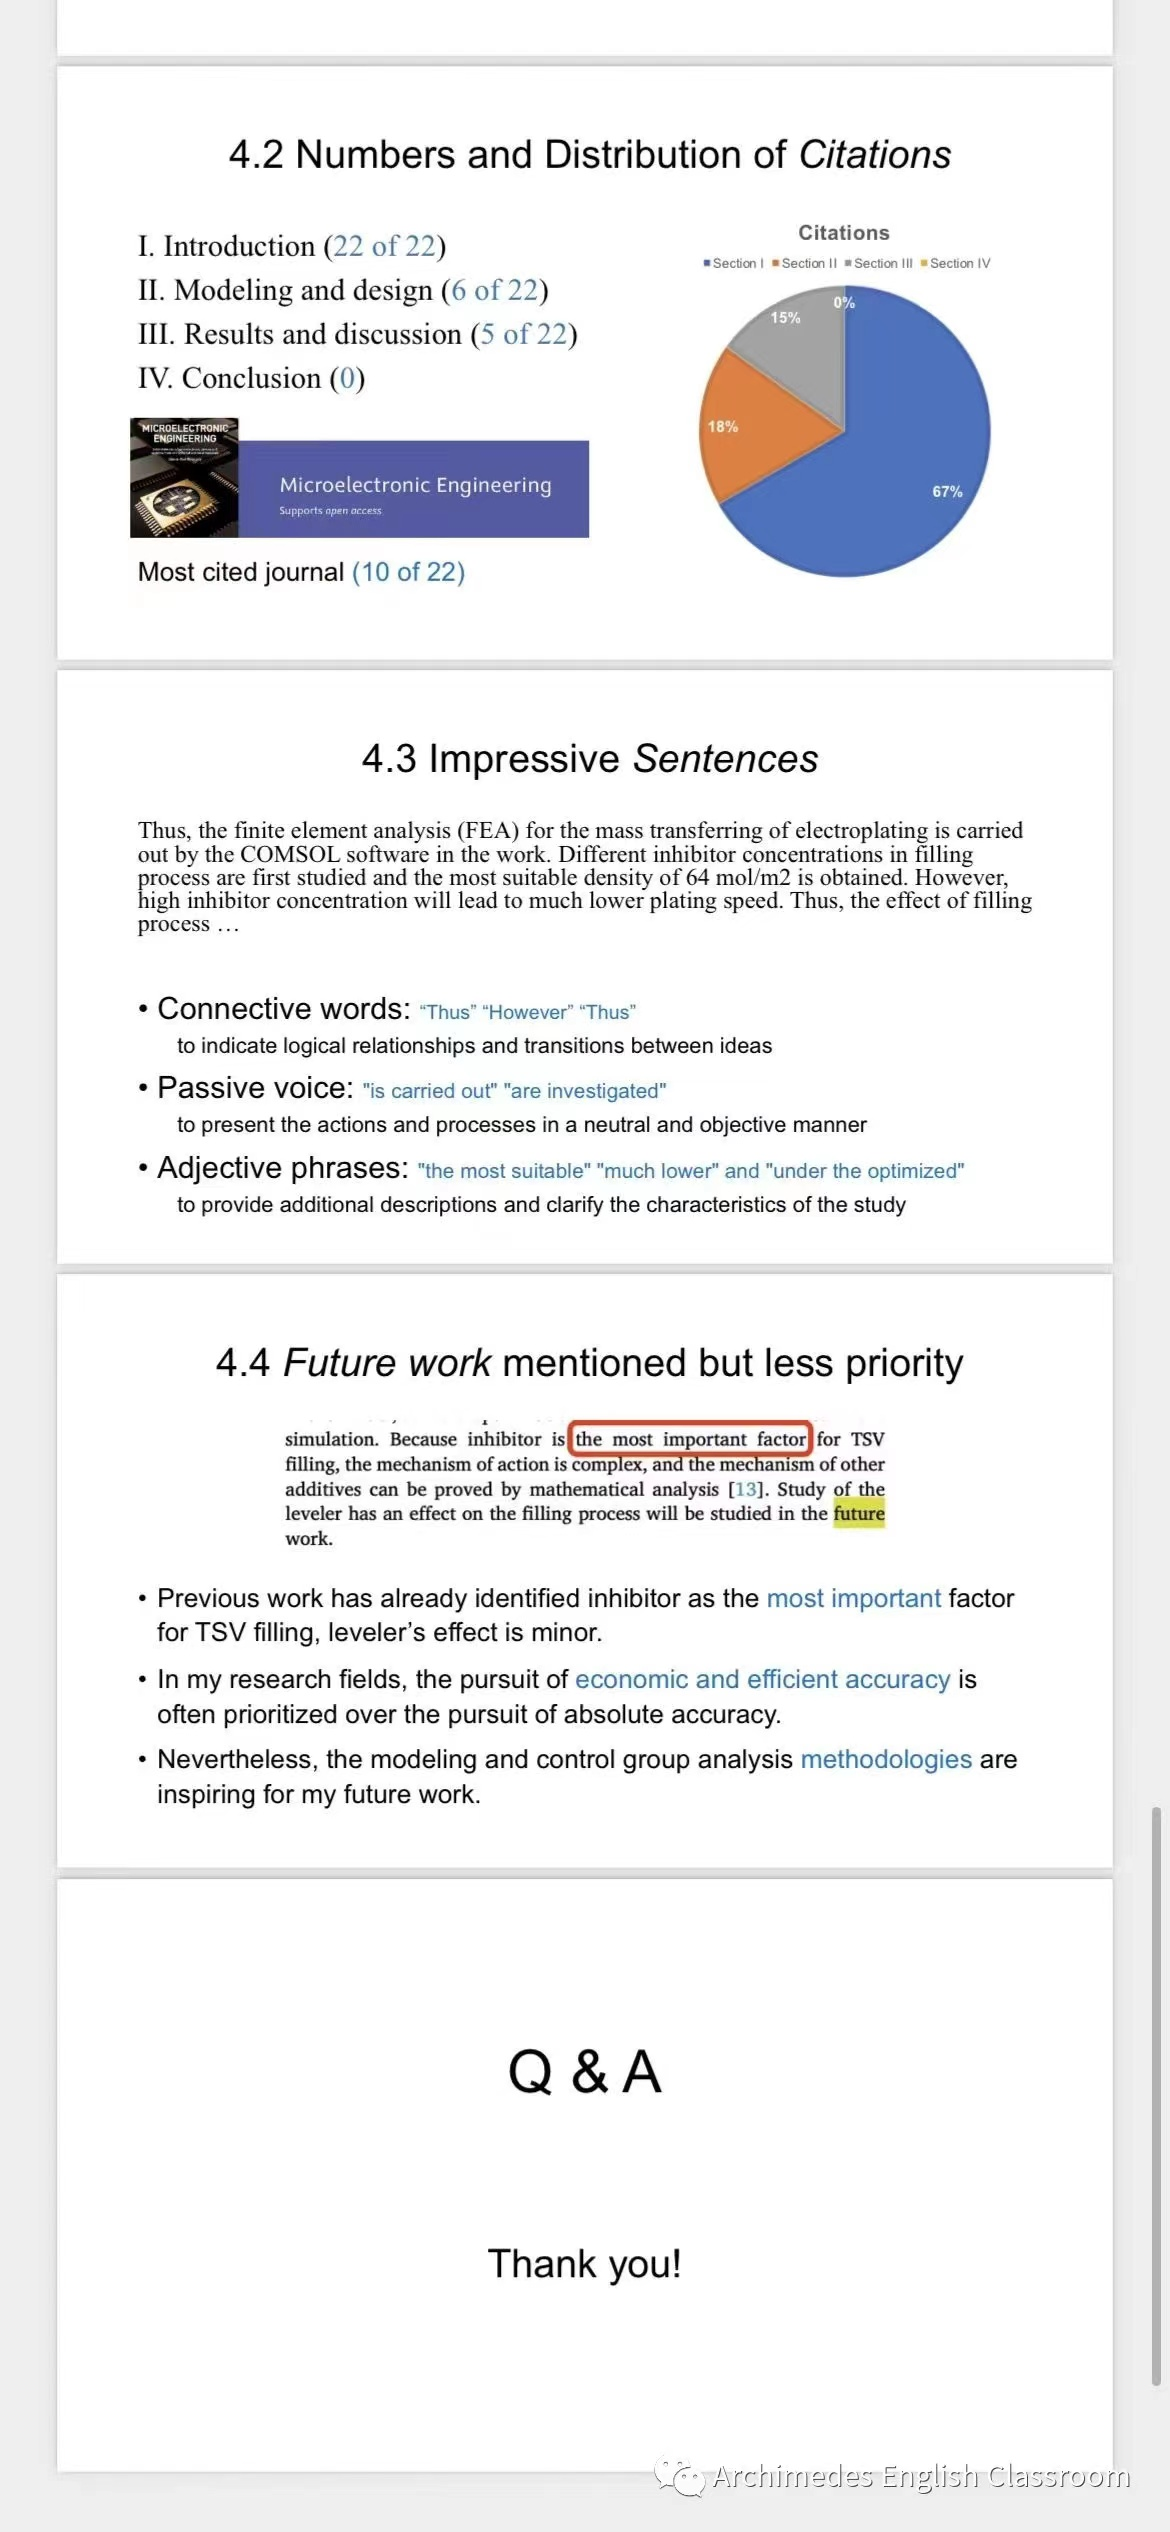 4.2 Numbers and Distribution of Citations
I. Introduction (22 of 22)
II. Modeling and design (6 of 22)
III. Results and discussion (5 of 22)
IV. Conclusion (0)
MICROELECTRONIC
ENGINEERING
Microelectronic Engineering
Supports open access
Most cited journal (10 of 22)
Citations
Section I Section II Section III Section IV
0%
15%
18%
67%
4.3 Impressive Sentences
Thus, the finite element analysis (FEA) for the mass transferring of electroplating is carried
out by the COMSOL software in the work. Different inhibitor concentrations in filling
process are first studied and the most suitable density of 64 mol/m2 is obtained. However,
high inhibitor concentration will lead to much lower plating speed. Thus, the effect of filling
process …
• Connective words: “Thus” “However” “Thus”
to indicate logical relationships and transitions between ideas
• Passive voice: "is carried out" "are investigated"
to present the actions and processes in a neutral and objective manner
• Adjective phrases: "the most suitable" "much lower" and "under the optimized"
to provide additional descriptions and clarify the characteristics of the study
4.4 Future work mentioned but less priority
simulation. Because inhibitor is the most important factor for TSV
filling, the mechanism of action is complex, and the mechanism of other
additives can be proved by mathematical analysis [13]. Study of the
leveler has an effect on the filling process will be studied in the future
work.
• Previous work has already identified inhibitor as the most important factor
for TSV filling, leveler’s effect is minor.
• In my research fields, the pursuit of economic and efficient accuracy is
often prioritized over the pursuit of absolute accuracy.
• Nevertheless, the modeling and control group analysis methodologies are
inspiring for my future work.
Q & A
Thank you!
Archimedes English Classroom